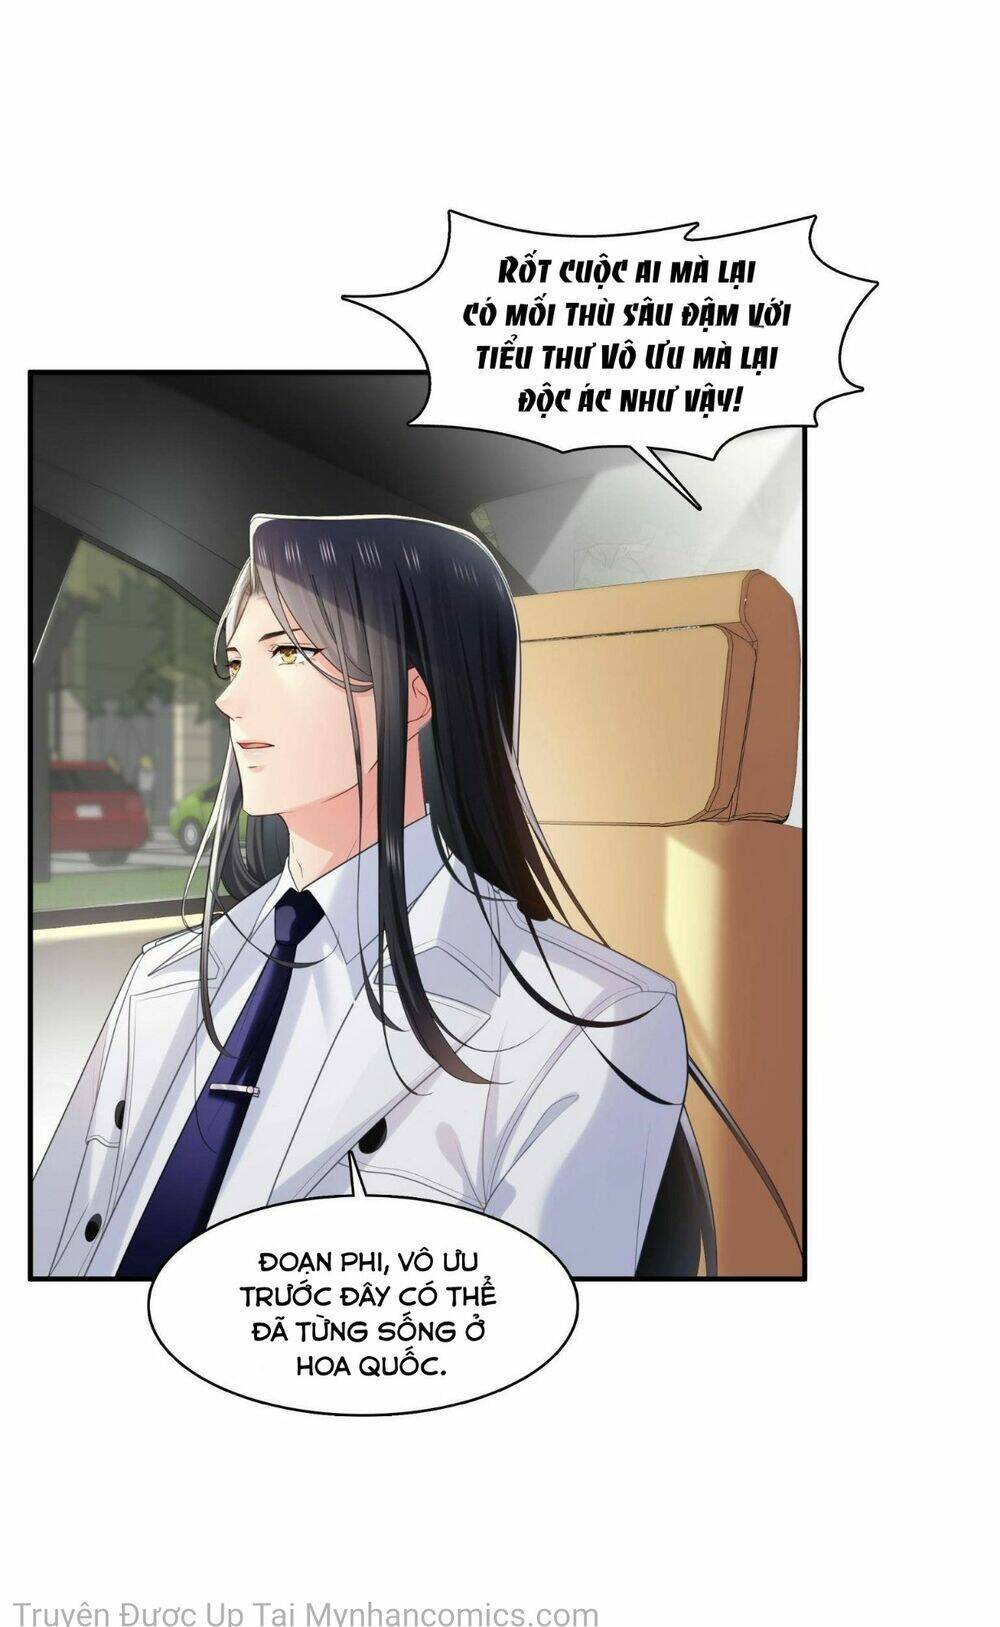 RỐT CUỘC AI MÀ LẠI
CÓ MỐI THÙ SÂU ĐẬM VỚI
TIỂU THƯ VÔ ƯU MÀ LẠI
ĐỘC ÁC NHƯ VẬY!
ĐOẠN PHI, VÔ ƯU
TRƯỚC ĐÂY CÓ THỂ
ĐÃ TỪNG SỐNG Ở
HOA QUỐC.
Truyện Được Up Tại Mynhancomics.com